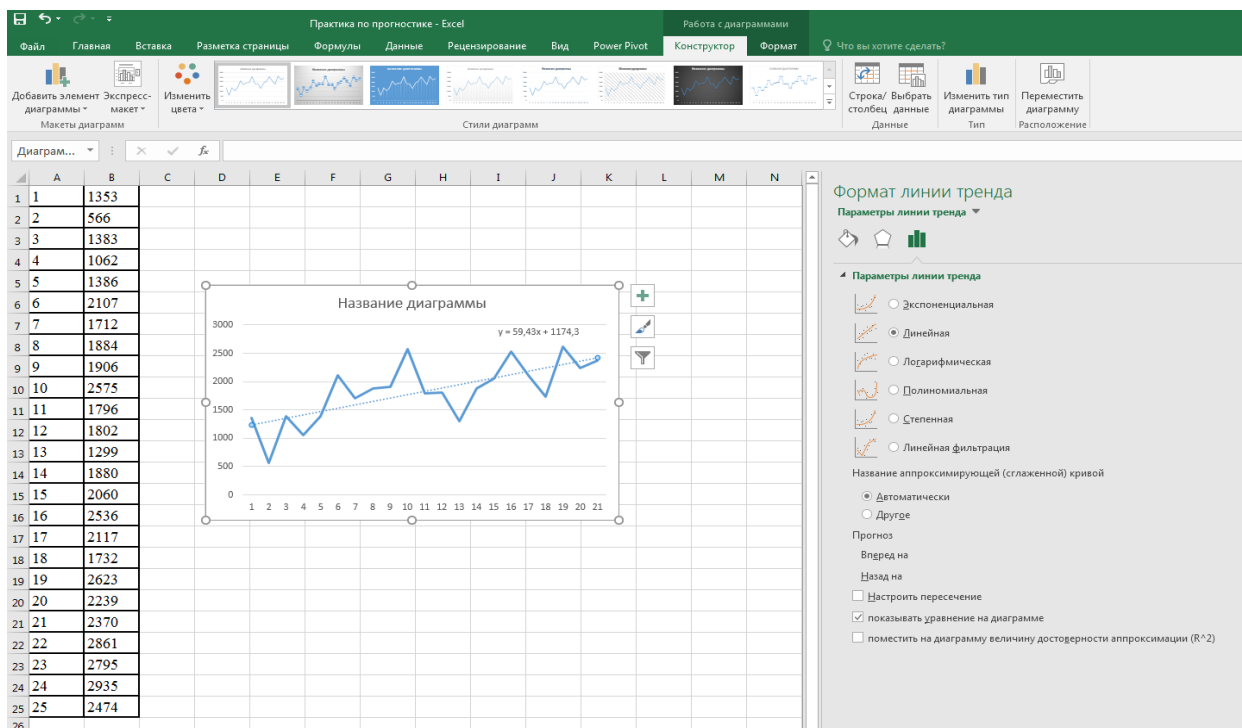 Практика по прогностике - Excel
Работа с диаграммами
Файл Главная Вставка Разметка страницы Формулы Данные Рецензирование Вид Power Pivot Конструктор Формат Что вы хотите сделать?
Добавить элемент диаграммы
Экспресс-макет
Изменить цвета
Строка/столбец
Выбрать данные
Изменить тип диаграммы
Переместить диаграмму
Макеты диаграмм
Стили диаграмм
Данные
Тип
Расположение
Диаграм...
fx
A B C D E F G H I J K L M N
1 1 1353
2 2 566
3 3 1383
4 4 1062
5 5 1386
6 6 2107
7 7 1712
8 8 1884
9 9 1906
10 10 2575
11 11 1796
12 12 1802
13 13 1299
14 14 1880
15 15 2060
16 16 2536
17 17 2117
18 18 1732
19 19 2623
20 20 2239
21 21 2370
22 22 2861
23 23 2795
24 24 2935
25 25 2474
26
Название диаграммы
y = 59,43x + 1174,3
3000
2500
2000
1500
1000
500
0
1 2 3 4 5 6 7 8 9 10 11 12 13 14 15 16 17 18 19 20 21
Формат линии тренда
Параметры линии тренда
Параметры линии тренда
Экспоненциальная
Линейная
Логарифмическая
Полиномиальная
Степенная
Линейная фильтрация
Название аппроксимирующей (сглаженной) кривой
Автоматически
Другое
Прогноз
Вперед на
Назад на
Настроить пересечение
показывать уравнение на диаграмме
поместить на диаграмму величину достоверности аппроксимации (R^2)